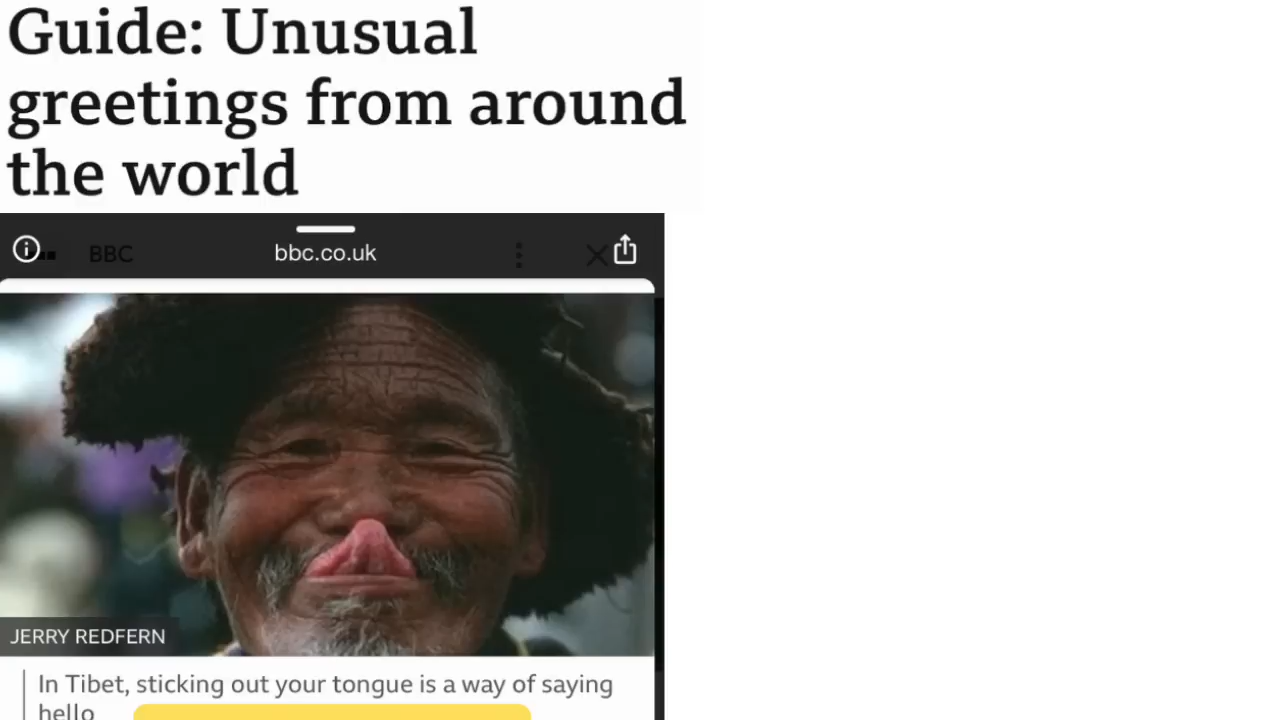 Guide: Unusual
greetings from around
the world
BBC
bbc.co.uk
JERRY REDFERN
In Tibet, sticking out your tongue is a way of saying
hello